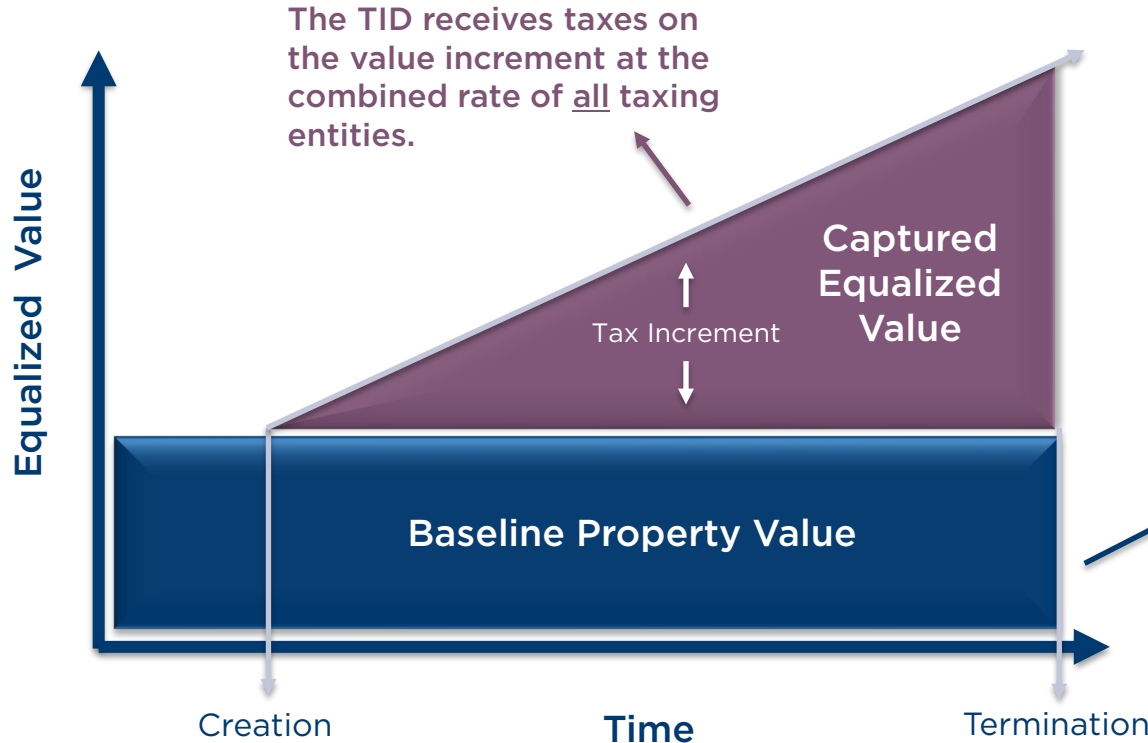 The TID receives taxes on
the value increment at the
combined rate of all taxing
entities.
Equalized Value
Captured
Equalized
Value
Tax Increment
Baseline Property Value
Creation
Time
Termination